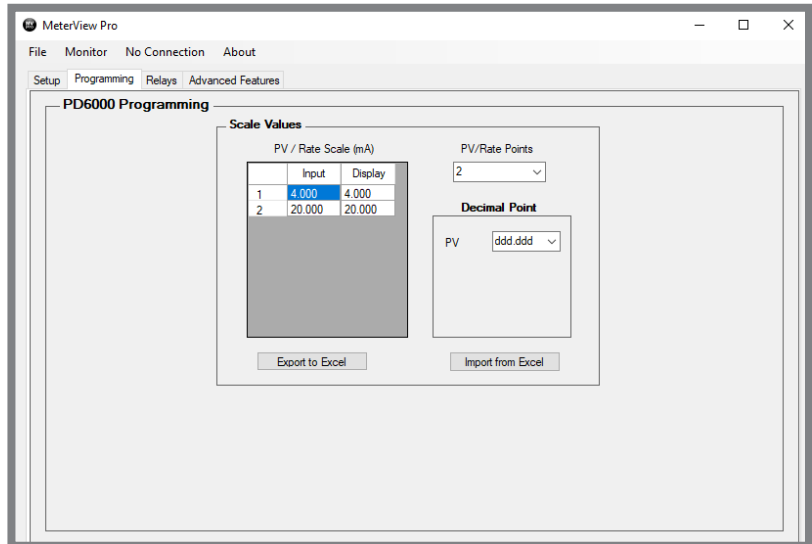 MeterView Pro
File Monitor No Connection About
Setup Programming Relays Advanced Features
PD6000 Programming
Scale Values
PV / Rate Scale (mA) PV/Rate Points
Input Display 2
1 4.000 4.000
2 20.000 20.000
Decimal Point
PV ddd.ddd
Export to Excel Import from Excel